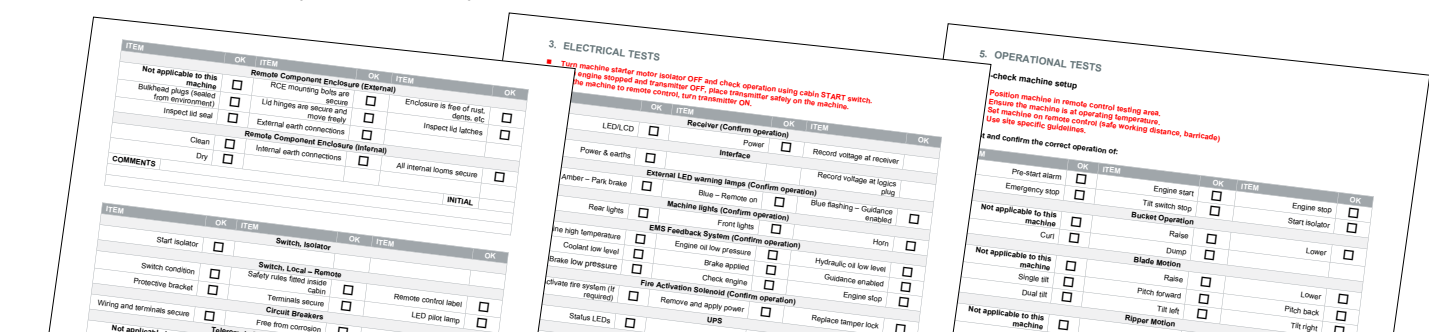 ITEM OK ITEM OK ITEM OK
Remote Component Enclosure (External)
Not applicable to this machine
RCE mounting bolts are secure
Enclosure is free of rust, dents, etc
Bulkhead plugs (sealed from environment)
Lid hinges are secure and move freely
Inspect lid latches
Inspect lid seal
External earth connections
Remote Component Enclosure (Internal)
Clean
Internal earth connections
All internal looms secure
Dry
COMMENTS
INITIAL
ITEM OK ITEM OK ITEM OK
Switch, Isolator
Start isolator
Switch, Local – Remote
Switch condition
Safety rules fitted inside cabin
Remote control label
Protective bracket
Terminals secure
LED pilot lamp
Circuit Breakers
Wiring and terminals secure
Free from corrosion
3. ELECTRICAL TESTS
Turn machine starter motor isolator OFF and check operation using cabin START switch.
engine stopped and transmitter OFF, place transmitter safely on the machine.
the machine to remote control, turn transmitter ON.
OK ITEM OK ITEM OK
Receiver (Confirm operation)
LED/LCD
Power
Record voltage at receiver
Interface
Power & earths
Record voltage at logics plug
External LED warning lamps (Confirm operation)
Amber – Park brake
Blue – Remote on
Blue flashing – Guidance enabled
Machine lights (Confirm operation)
Rear lights
Front lights
Horn
EMS Feedback System (Confirm operation)
high temperature
Engine oil low pressure
Hydraulic oil low level
Coolant low level
Brake applied
Guidance enabled
Brake low pressure
Check engine
Engine stop
Fire Activation Solenoid (Confirm operation)
fire system (If required)
Remove and apply power
Replace tamper lock
UPS
Status LEDs
5. OPERATIONAL TESTS
-check machine setup
Position machine in remote control testing area.
Ensure the machine is at operating temperature.
Set machine on remote control (safe working distance, barricade)
Use site specific guidelines.
and confirm the correct operation of:
OK ITEM OK ITEM OK
Pre-start alarm
Engine start
Engine stop
Emergency stop
Tilt switch stop
Start isolator
Bucket Operation
Not applicable to this machine
Raise
Lower
Curl
Dump
Blade Motion
Not applicable to this machine
Raise
Lower
Single tilt
Pitch forward
Pitch back
Dual tilt
Tilt left
Tilt right
Ripper Motion
Not applicable to this machine